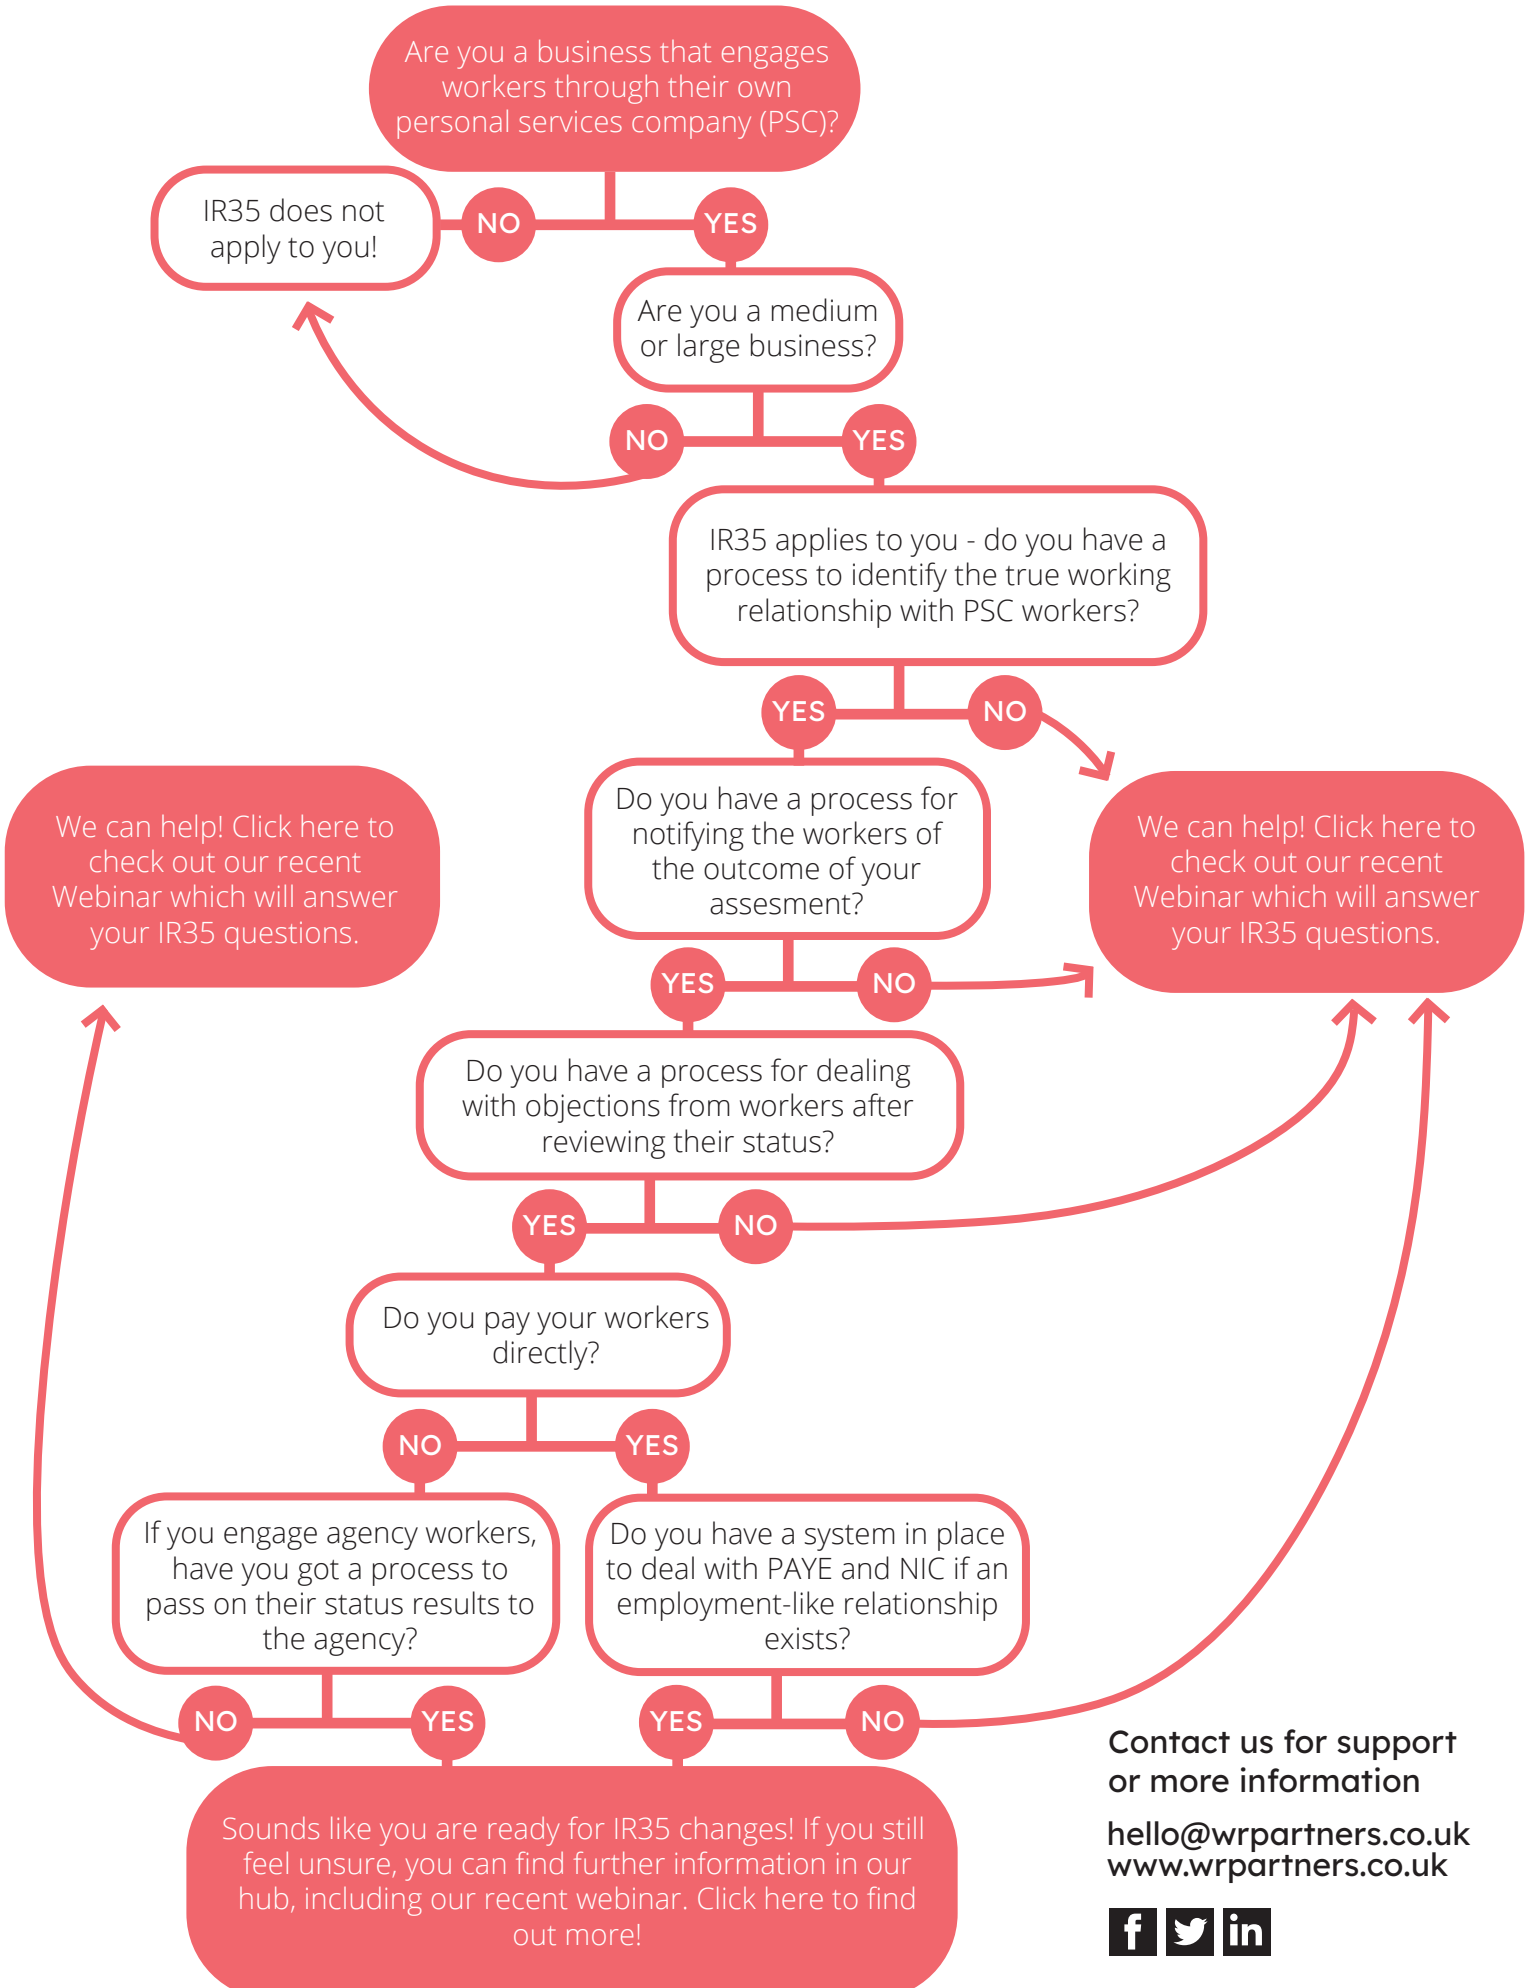 Are you a business that engages
workers through their own
personal services company (PSC)?
IR35 does not
apply to you!
NO
YES
Are you a medium
or large business?
NO
YES
IR35 applies to you - do you have a
process to identify the true working
relationship with PSC workers?
YES
NO
We can help! Click here to
check out our recent
Webinar which will answer
your IR35 questions.
Do you have a process for
notifying the workers of
the outcome of your
assesment?
We can help! Click here to
check out our recent
Webinar which will answer
your IR35 questions.
YES
NO
Do you have a process for dealing
with objections from workers after
reviewing their status?
YES
NO
Do you pay your workers
directly?
NO
YES
If you engage agency workers,
have you got a process to
pass on their status results to
the agency?
Do you have a system in place
to deal with PAYE and NIC if an
employment-like relationship
exists?
NO
YES
YES
NO
Sounds like you are ready for IR35 changes! If you still
feel unsure, you can find further information in our
hub, including our recent webinar. Click here to find
out more!
Contact us for support
or more information
hello@wrpartners.co.uk
www.wrpartners.co.uk
f
in